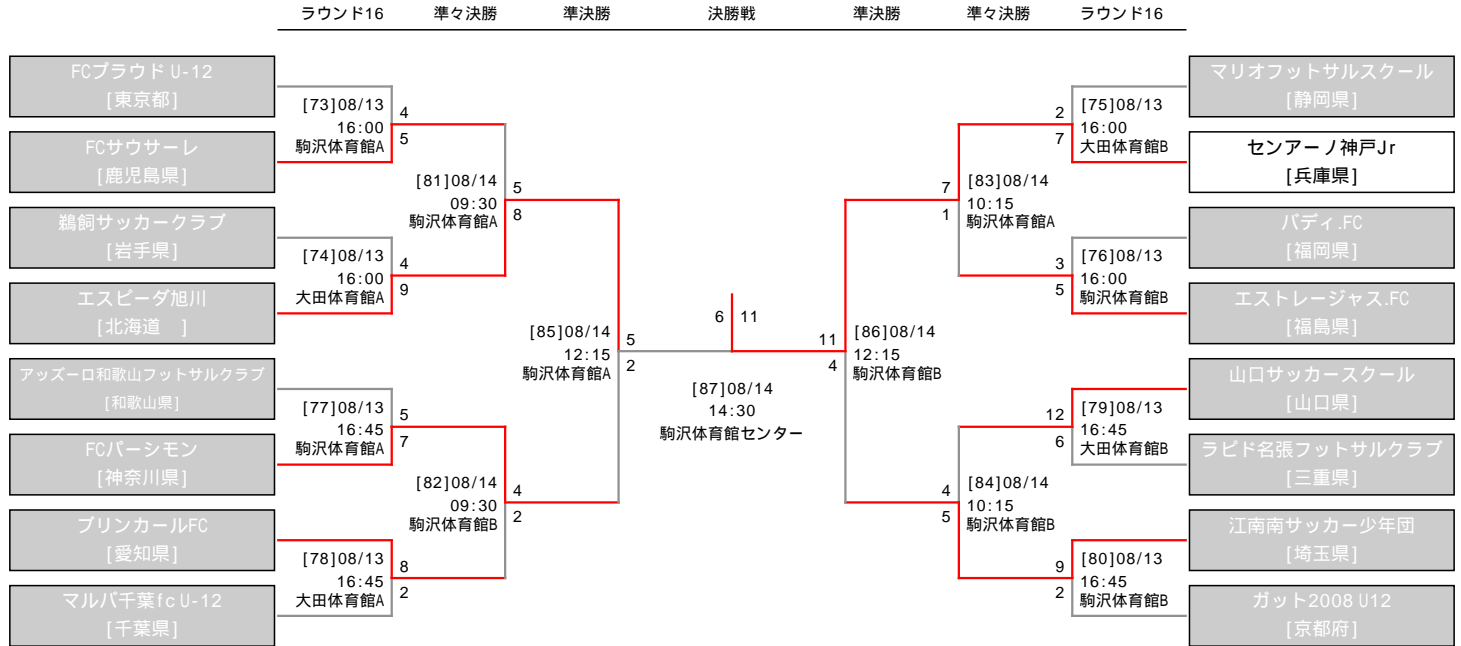 ラウンド16 準々決勝 準決勝 決勝戦 準決勝 準々決勝 ラウンド16
FCプラウド U-12
[東京都]
[73]08/13
16:00
駒沢体育館A
4
5
FCサウサーレ
[鹿児島県]
[81]08/14
09:30
駒沢体育館A
5
8
鵜飼サッカークラブ
[岩手県]
[74]08/13
16:00
大田体育館A
4
9
エスピーダ旭川
[北海道 ]
[85]08/14
12:15
駒沢体育館A
5
2
アッズーロ和歌山フットサルクラブ
[和歌山県]
[77]08/13
16:45
駒沢体育館A
5
7
FCパーシモン
[神奈川県]
[82]08/14
09:30
駒沢体育館B
4
2
ブリンカールFC
[愛知県]
[78]08/13
16:45
大田体育館A
8
2
マルバ千葉fc U-12
[千葉県]
6 11
[87]08/14
14:30
駒沢体育館センター
マリオフットサルスクール
[静岡県]
2
7
[75]08/13
16:00
大田体育館B
センアーノ神戸Jr
[兵庫県]
7
1
[83]08/14
10:15
駒沢体育館A
バディ.FC
[福岡県]
3
5
[76]08/13
16:00
駒沢体育館B
エストレージャス.FC
[福島県]
11
4
[86]08/14
12:15
駒沢体育館B
山口サッカースクール
[山口県]
12
6
[79]08/13
16:45
大田体育館B
ラピド名張フットサルクラブ
[三重県]
4
5
[84]08/14
10:15
駒沢体育館B
江南南サッカー少年団
[埼玉県]
9
2
[80]08/13
16:45
駒沢体育館B
ガット2008 U12
[京都府]